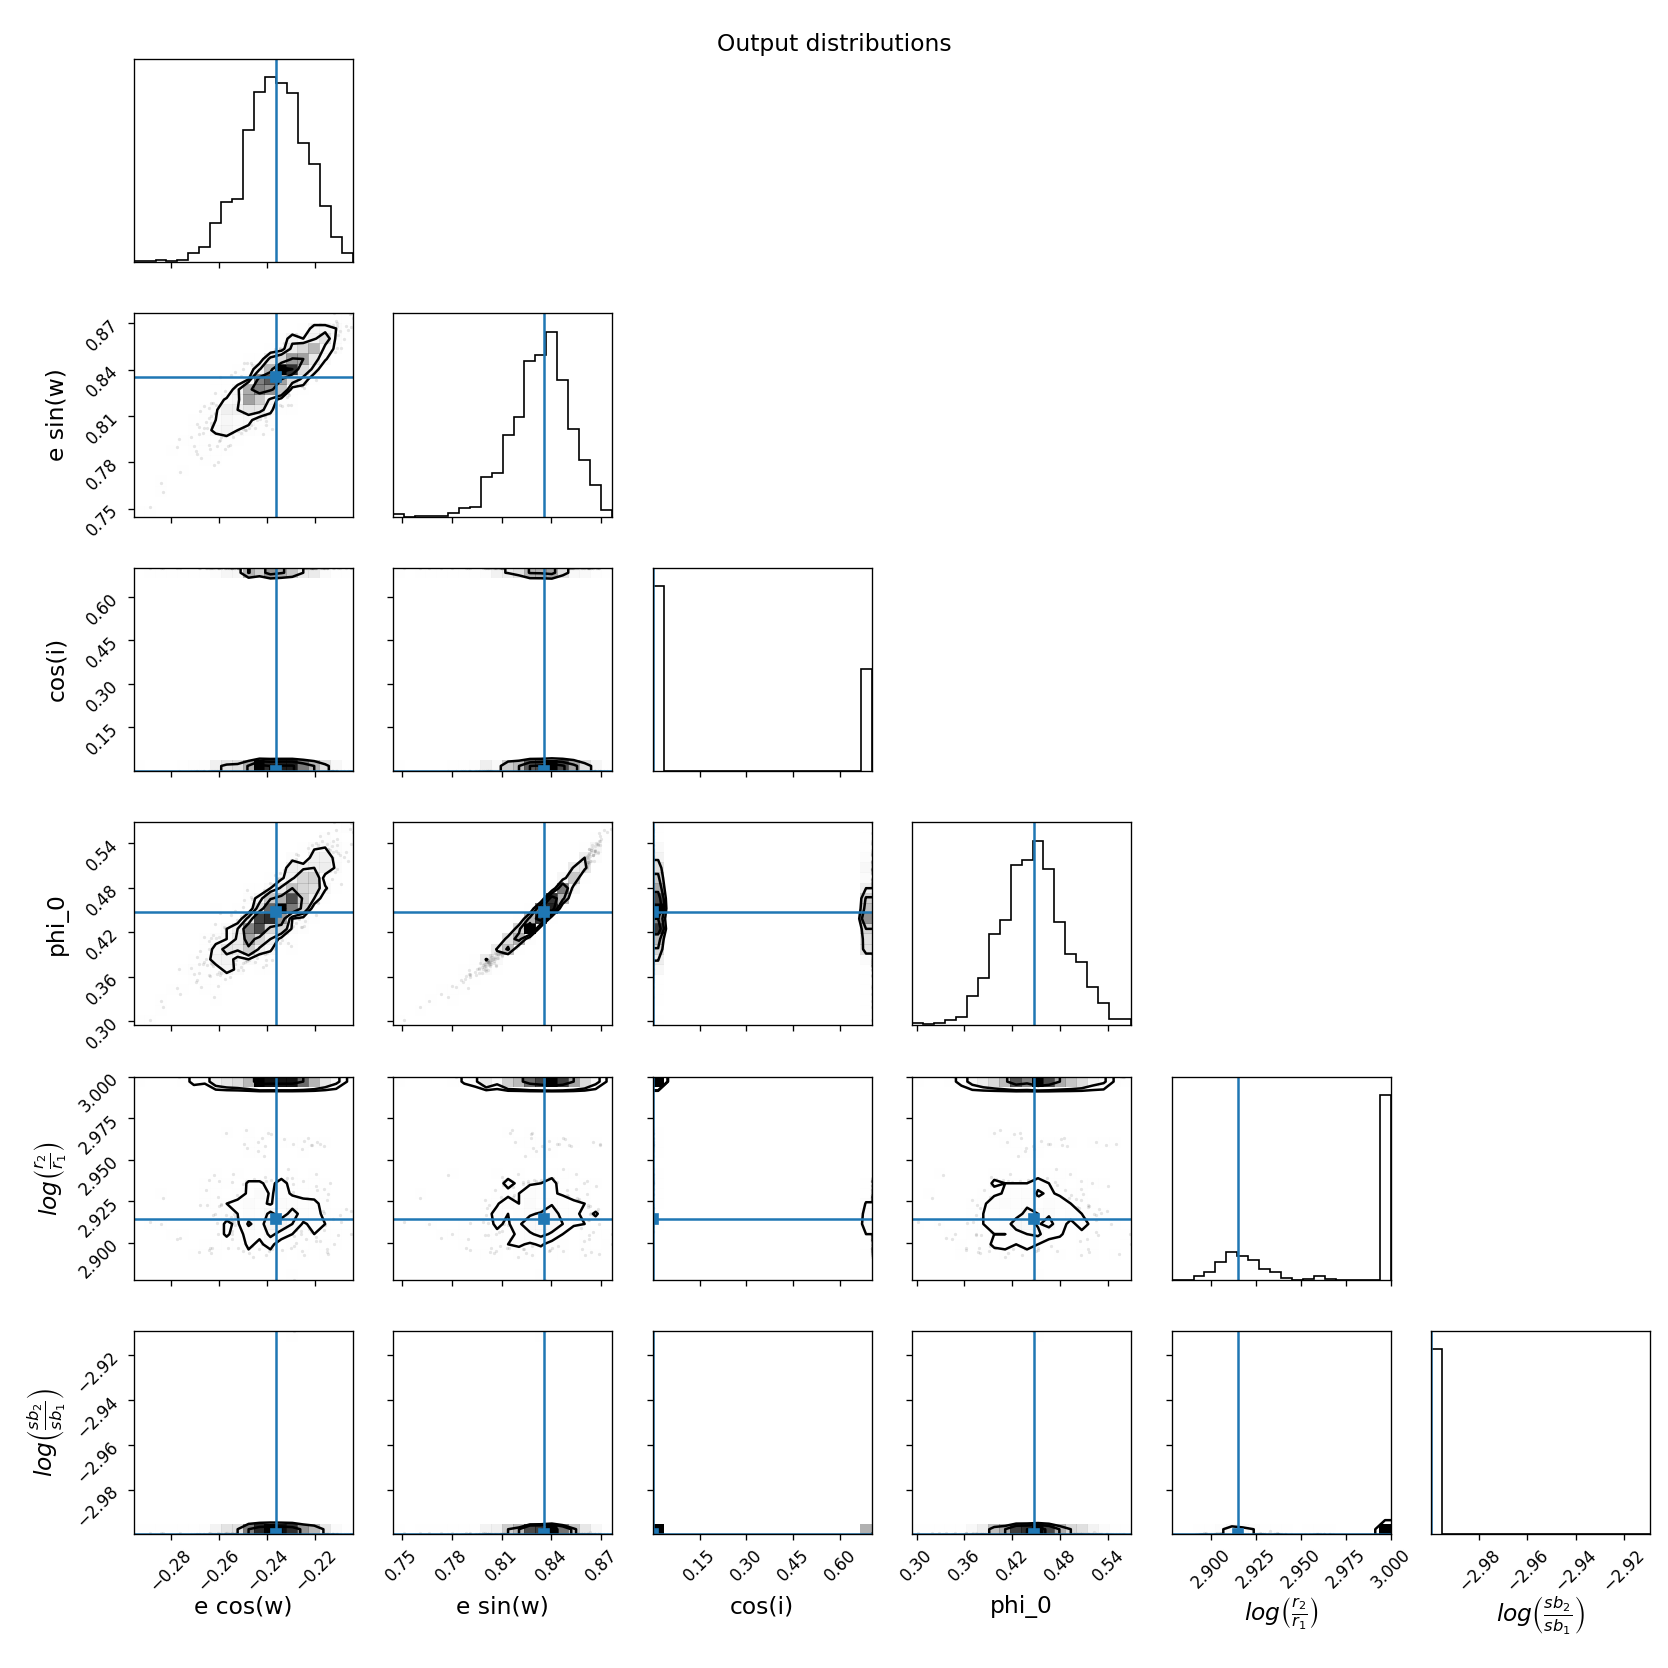 Output distributions
0.87
0.84
0.81
0.78
0.75
e sin(w)
0.60
0.45
0.30
0.15
cos(i)
0.54
0.48
0.42
0.36
0.30
phi_0
3.000
2.975
2.950
2.925
2.900
log(r₂/r₁)
−2.92
−2.94
−2.96
−2.98
log(sb₂/sb₁)
−0.28 −0.26 −0.24 −0.22 0.75 0.78 0.81 0.84 0.87 0.15 0.30 0.45 0.60 0.30 0.36 0.42 0.48 0.54 2.900 2.925 2.950 2.975 3.000 −2.98 −2.96 −2.94 −2.92
e cos(w) e sin(w) cos(i) phi_0 log(r₂/r₁) log(sb₂/sb₁)